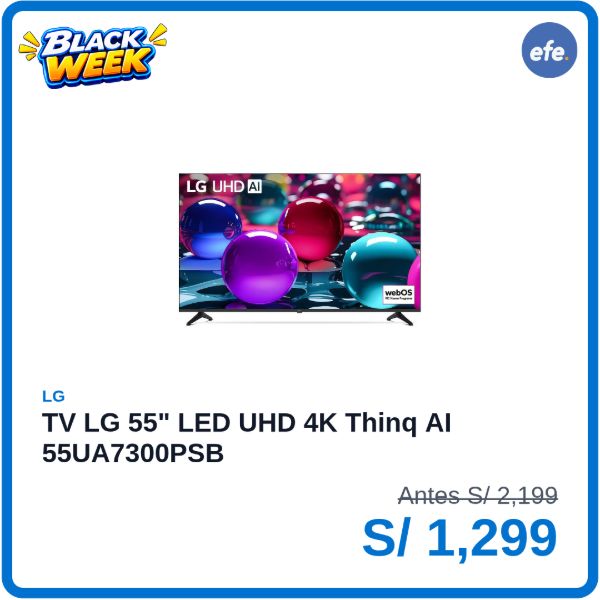 BLACK
WEEK
efe.
LG UHD AI
webOS
LG
TV LG 55" LED UHD 4K Thinq AI
55UA7300PSB
Antes S/ 2,199
S/ 1,299